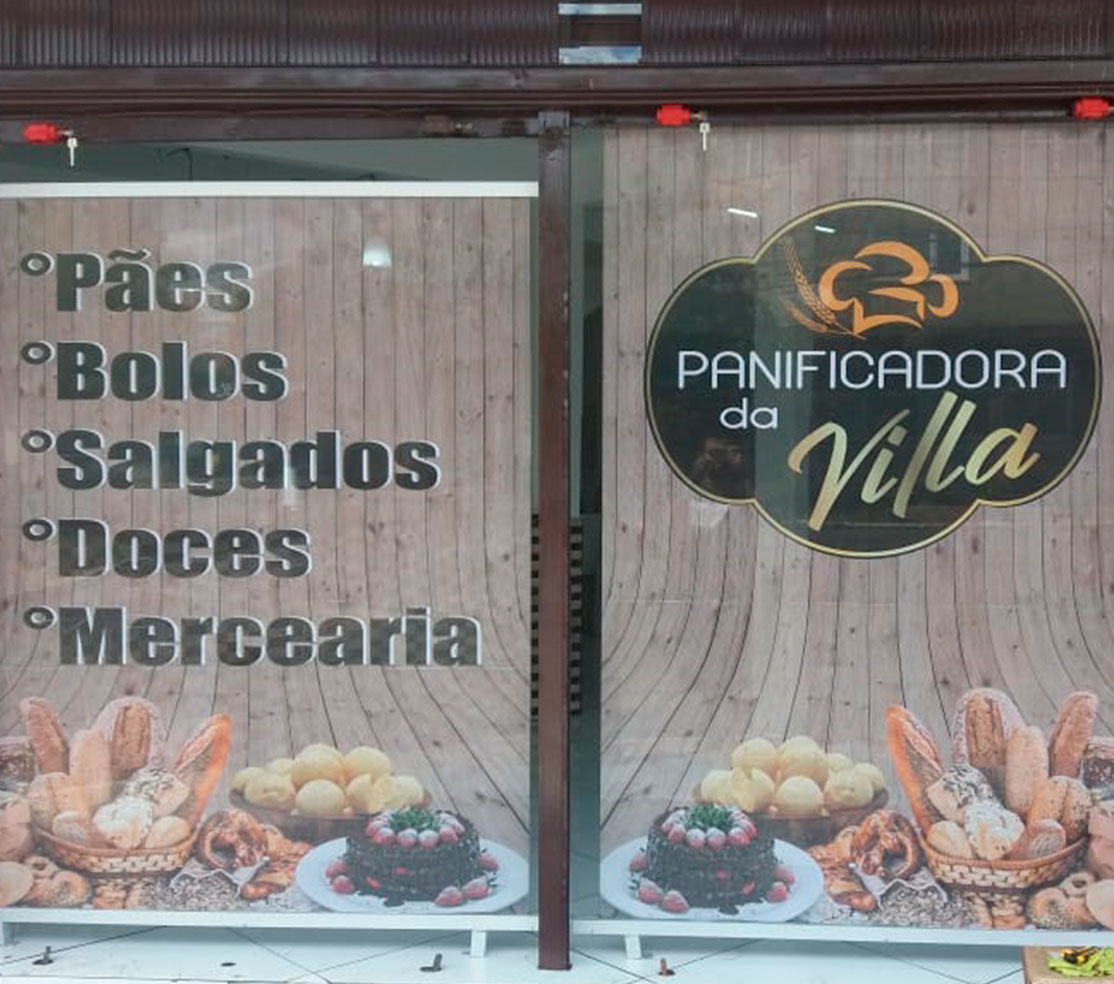 °Pães
°Bolos
°Salgados
°Doces
°Mercearia
PANIFICADORA
da Villa